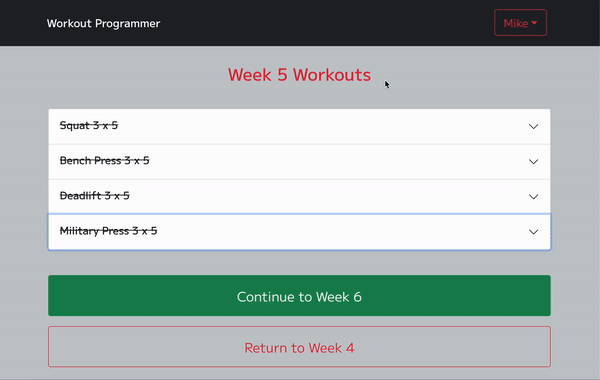 Workout Programmer
Mike
Week 5 Workouts
Squat 3 x 5
Bench Press 3 x 5
Deadlift 3 x 5
Military Press 3 x 5
Continue to Week 6
Return to Week 4